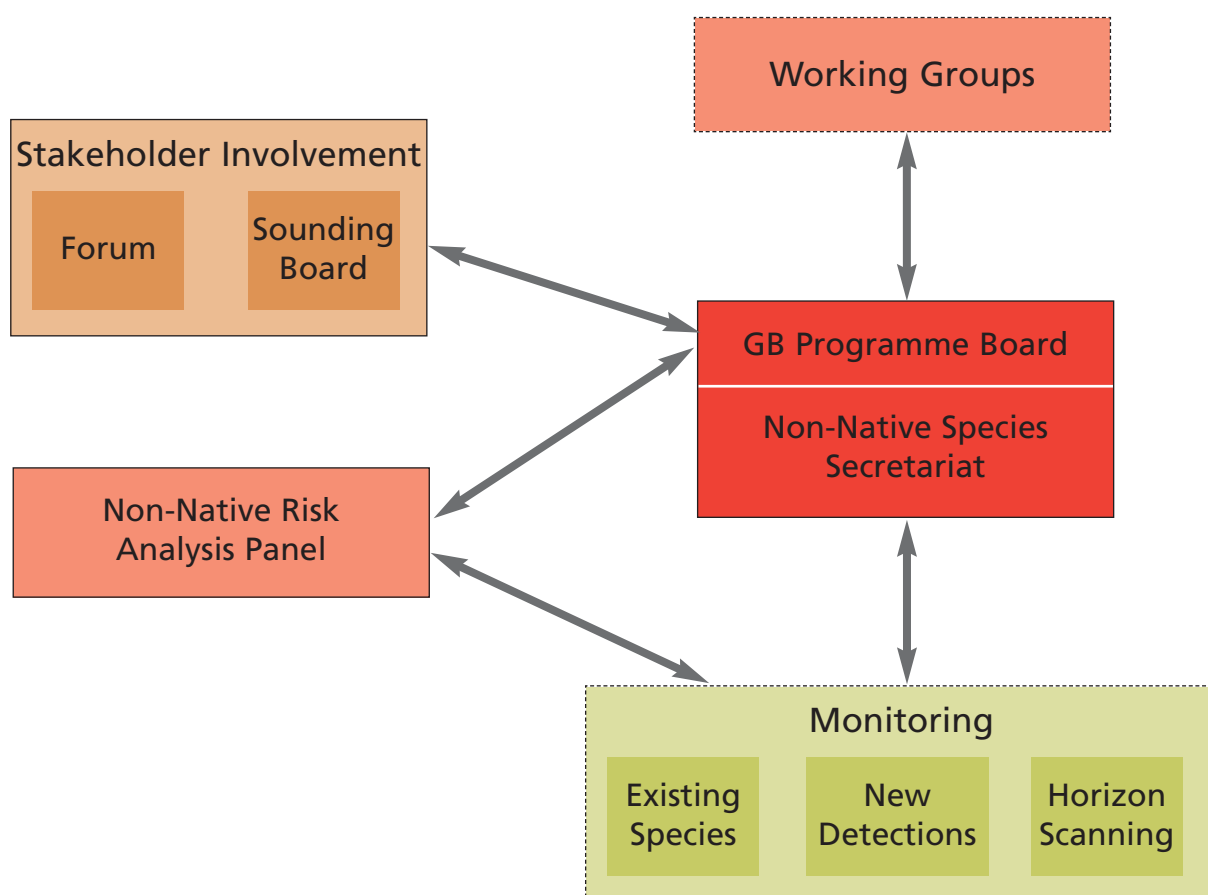 Working Groups
Stakeholder Involvement
Forum
Sounding
Board
GB Programme Board
Non-Native Species
Secretariat
Non-Native Risk
Analysis Panel
Monitoring
Existing
Species
New
Detections
Horizon
Scanning